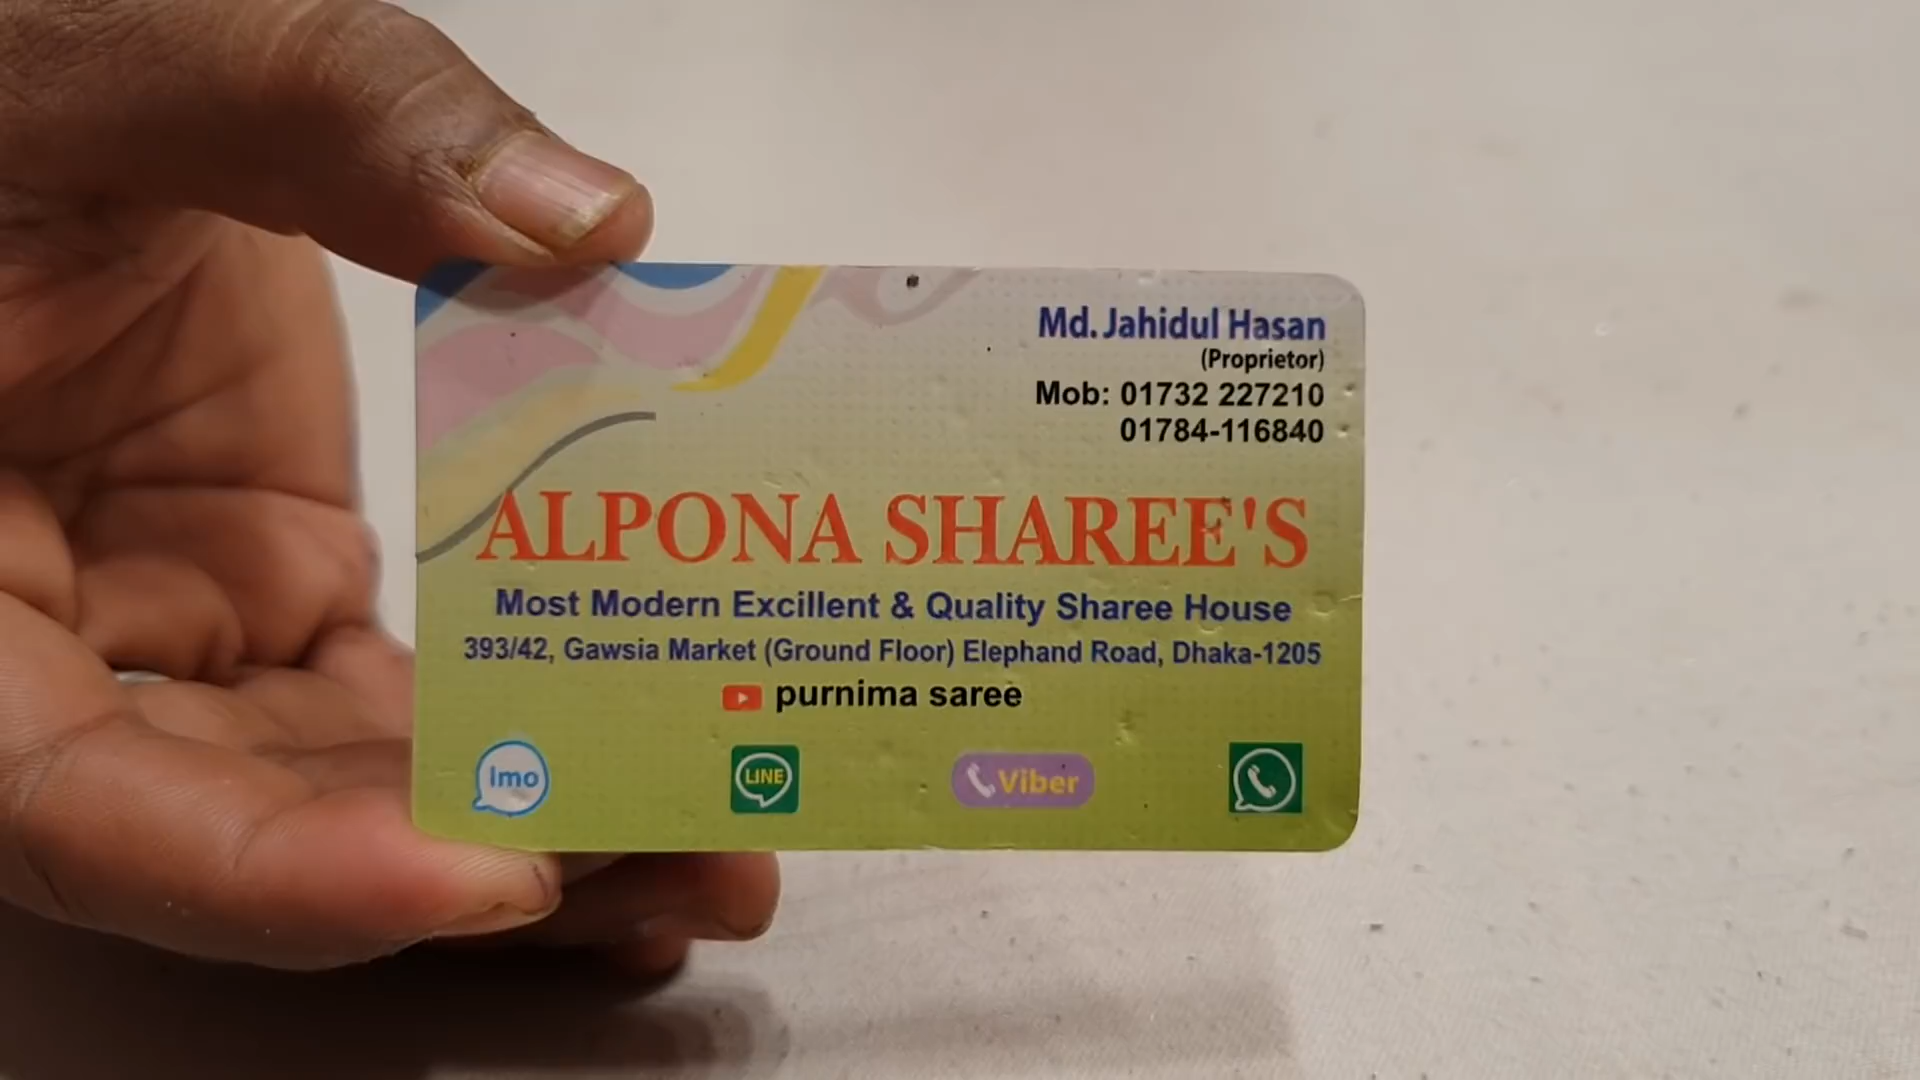 Md. Jahidul Hasan
(Proprietor)
Mob: 01732 227210
01784-116840
ALPONA SHAREE'S
Most Modern Excillent & Quality Sharee House
393/42, Gawsia Market (Ground Floor) Elephand Road, Dhaka-1205
purnima saree
Imo LINE Viber